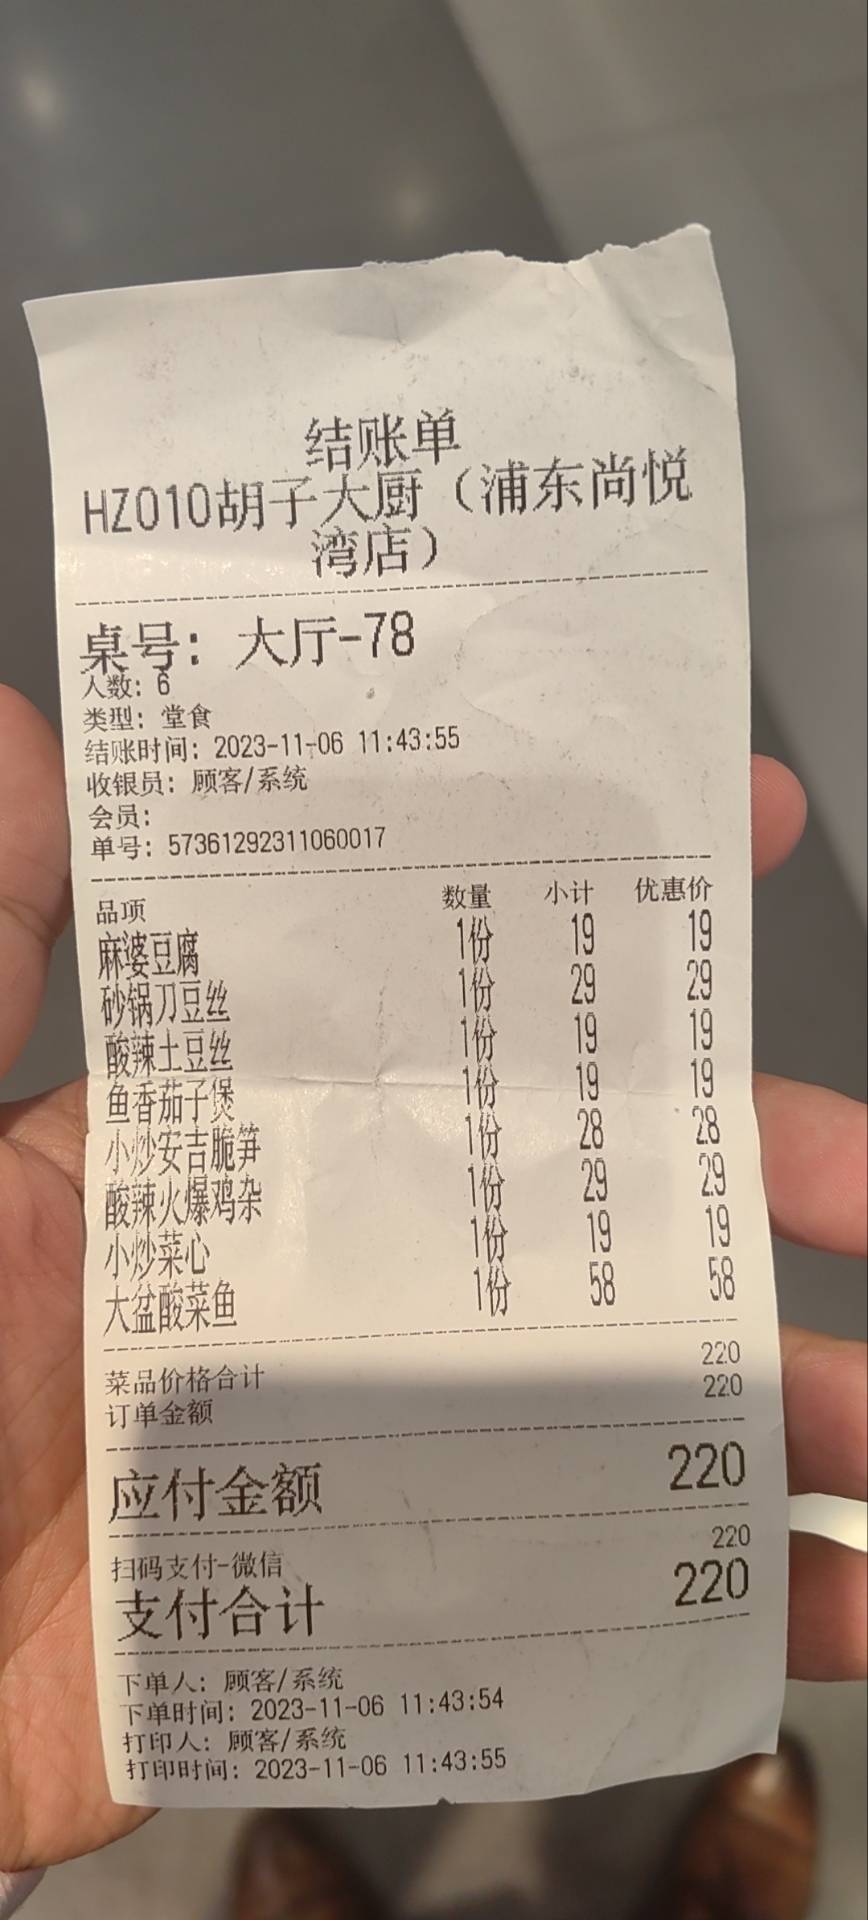 结账单
HZ010胡子大厨（浦东尚悦
湾店）
桌号：大厅-78
人数：6
类型：堂食
结账时间：2023-11-06 11:43:55
收银员：顾客/系统
会员：
单号：57361292311060017
品项 数量 小计 优惠价
麻婆豆腐 1份 19 19
砂锅刀豆丝 1份 29 29
酸辣土豆丝 1份 19 19
鱼香茄子煲 1份 19 19
小炒安吉脆笋 1份 28 28
酸辣火爆鸡杂 1份 29 29
小炒菜心 1份 19 19
大盆酸菜鱼 1份 58 58
菜品价格合计 220
订单金额 220
应付金额 220
扫码支付-微信 220
支付合计 220
下单人：顾客/系统
下单时间：2023-11-06 11:43:54
打印人：顾客/系统
打印时间：2023-11-06 11:43:55